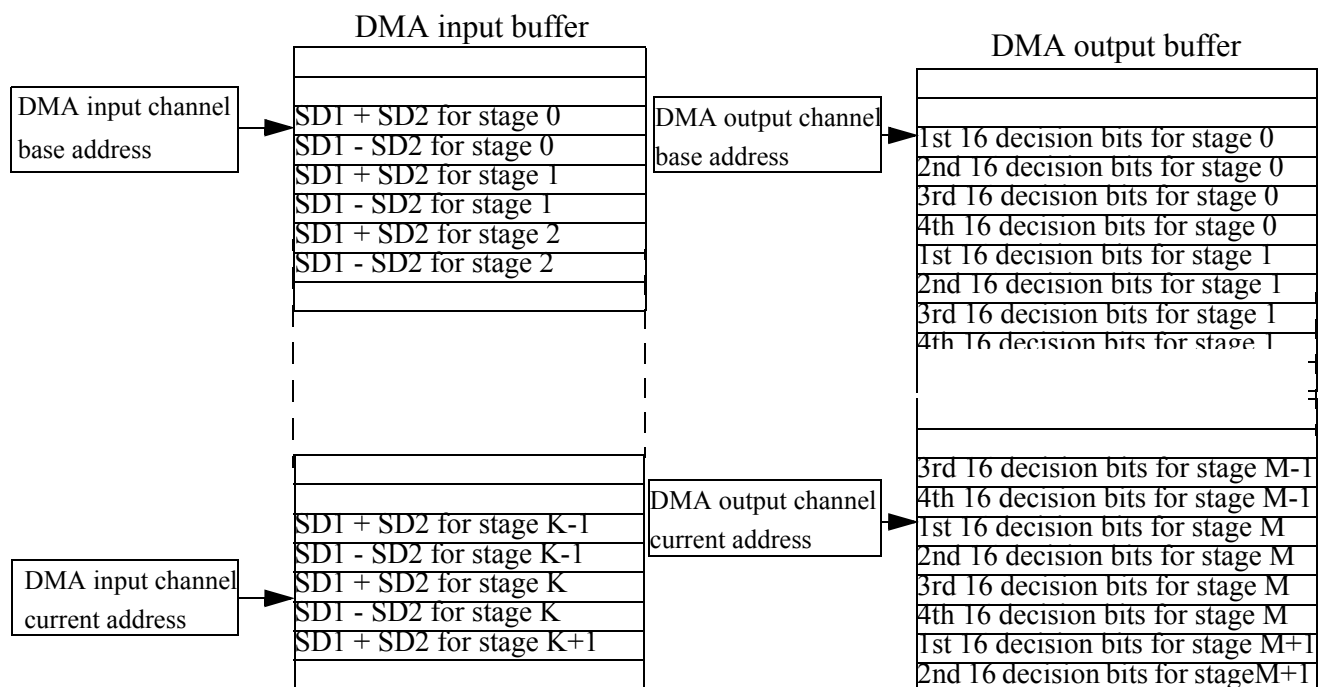 DMA input buffer
DMA input channel
base address
SD1 + SD2 for stage 0
SD1 - SD2 for stage 0
SD1 + SD2 for stage 1
SD1 - SD2 for stage 1
SD1 + SD2 for stage 2
SD1 - SD2 for stage 2
SD1 + SD2 for stage K-1
SD1 - SD2 for stage K-1
SD1 + SD2 for stage K
SD1 - SD2 for stage K
SD1 + SD2 for stage K+1
DMA input channel
current address
DMA output buffer
DMA output channel
base address
1st 16 decision bits for stage 0
2nd 16 decision bits for stage 0
3rd 16 decision bits for stage 0
4th 16 decision bits for stage 0
1st 16 decision bits for stage 1
2nd 16 decision bits for stage 1
3rd 16 decision bits for stage 1
4th 16 decision bits for stage 1
DMA output channel
current address
3rd 16 decision bits for stage M-1
4th 16 decision bits for stage M-1
1st 16 decision bits for stage M
2nd 16 decision bits for stage M
3rd 16 decision bits for stage M
4th 16 decision bits for stage M
1st 16 decision bits for stage M+1
2nd 16 decision bits for stageM+1